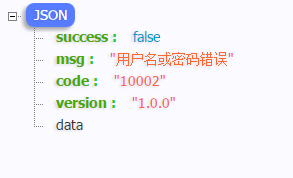 JSON
success :  false
msg :  "用户名或密码错误"
code :  "10002"
version :  "1.0.0"
data